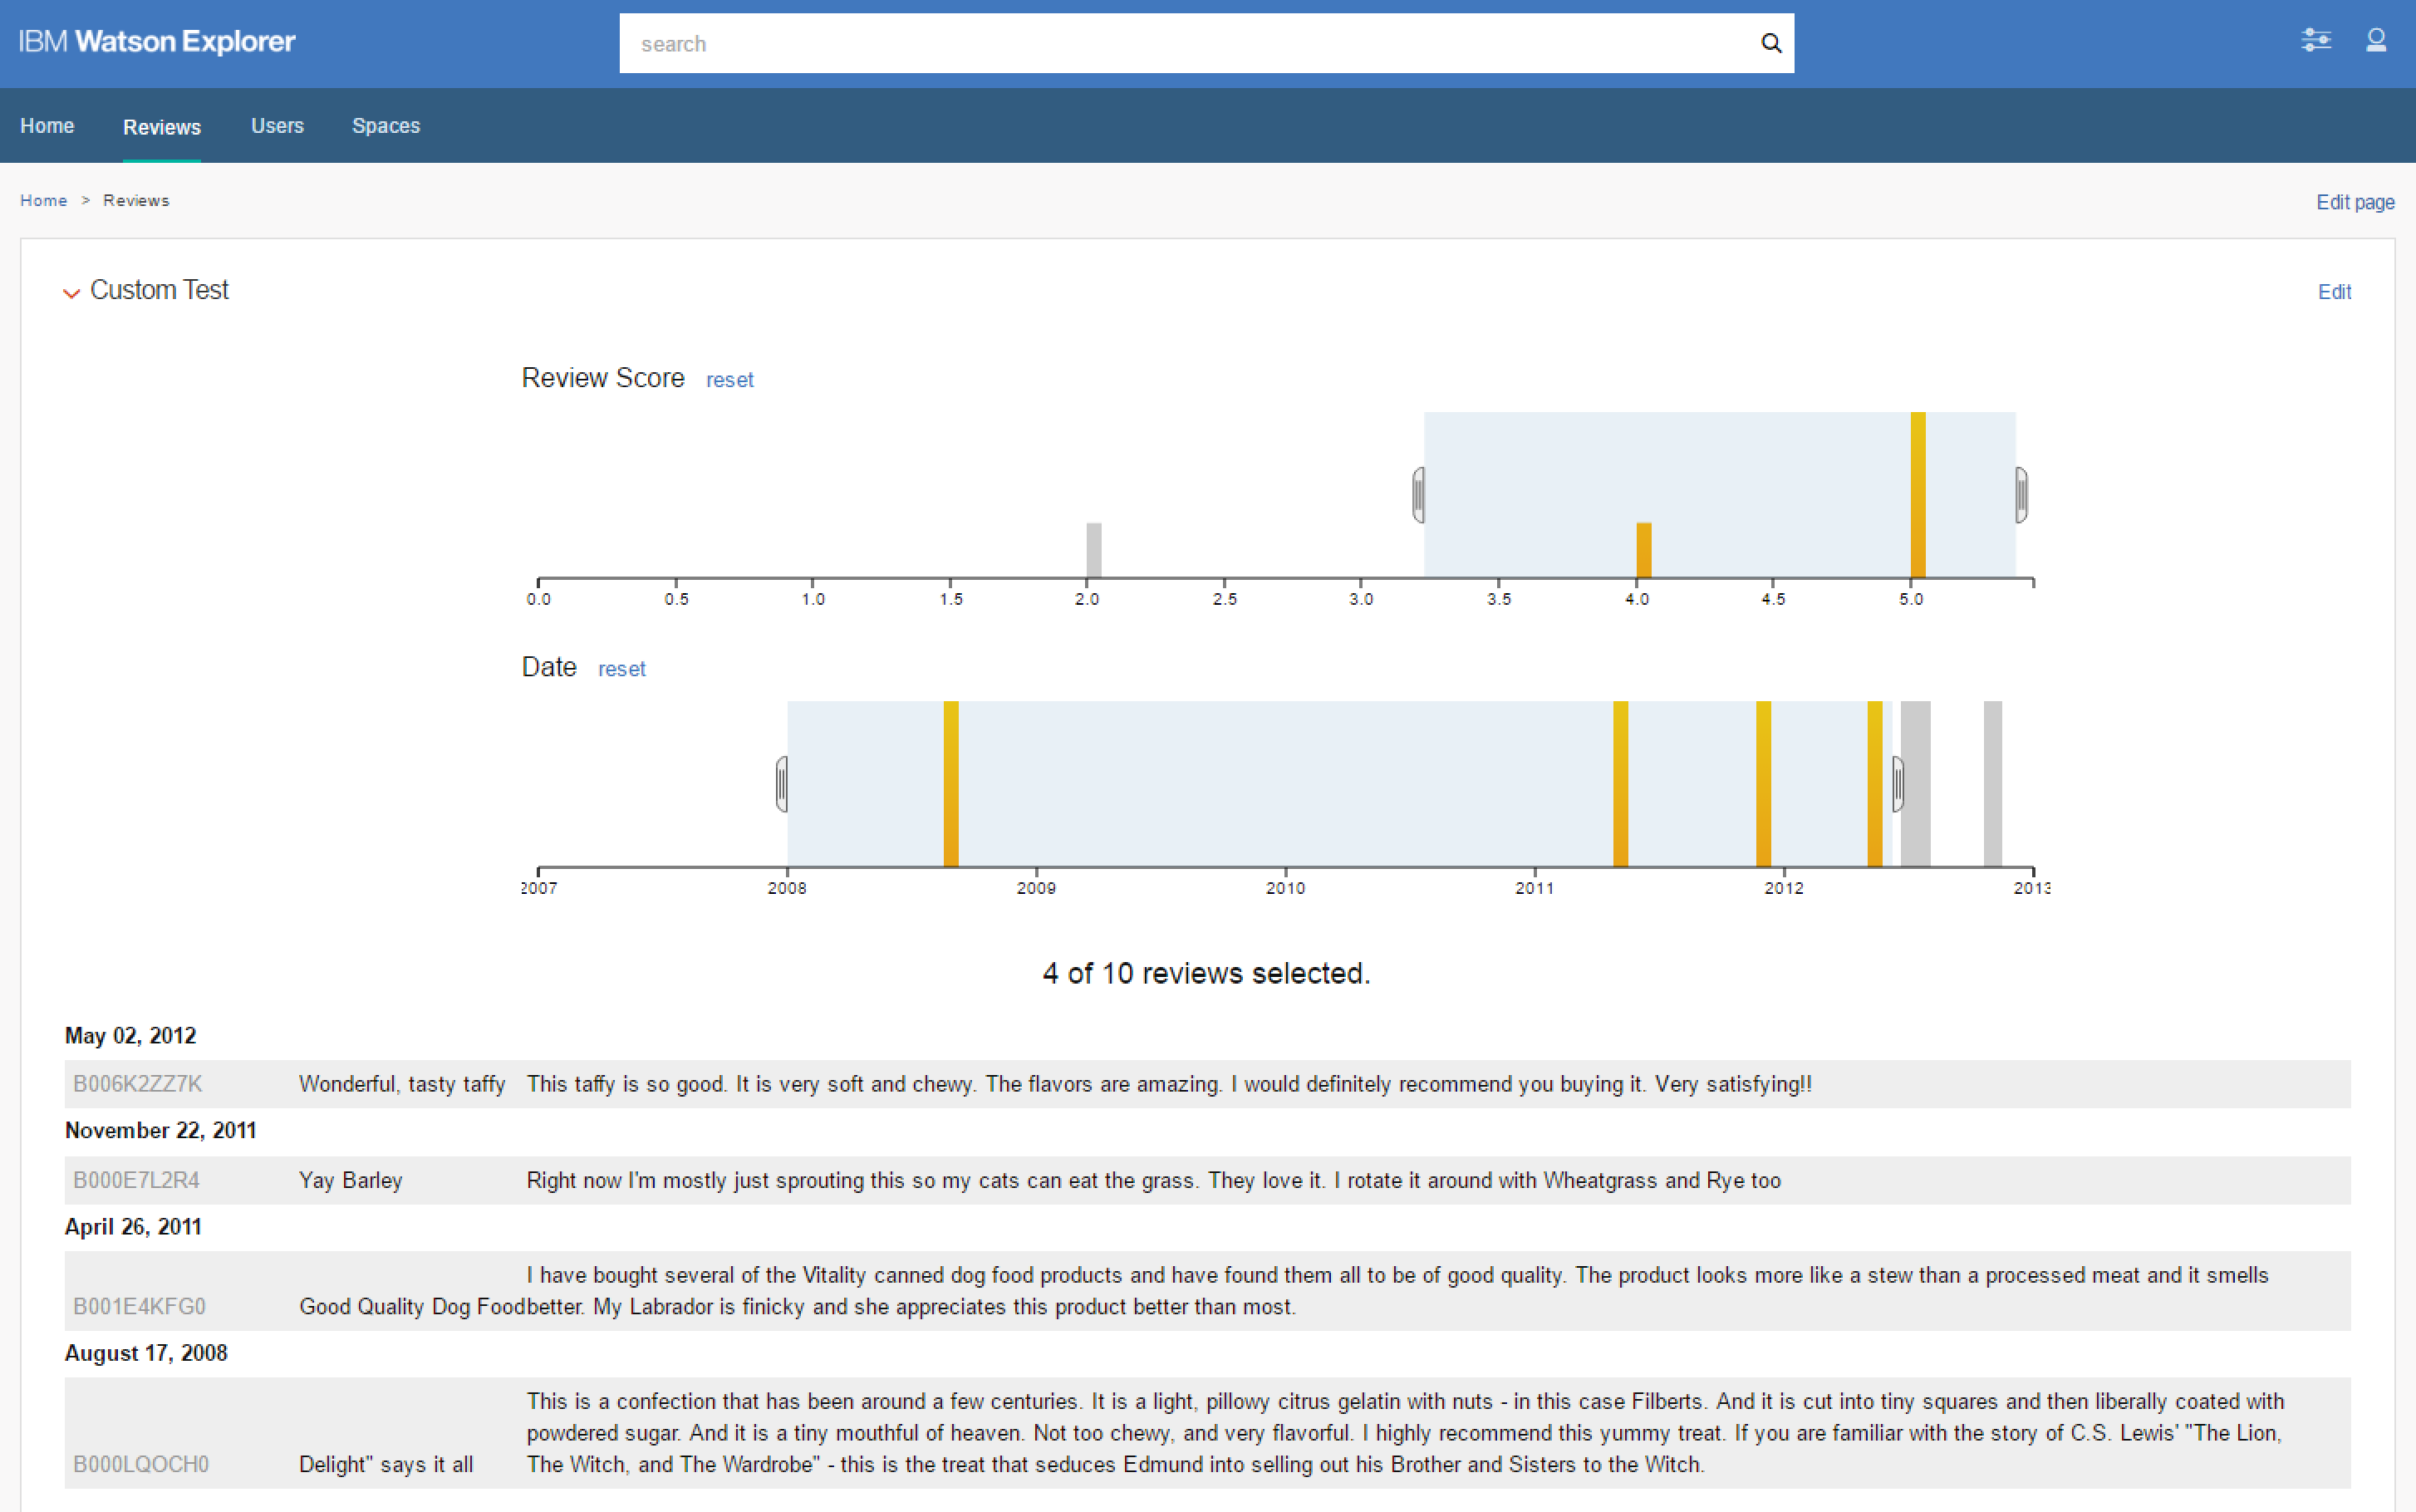 IBM Watson Explorer
search
Home Reviews Users Spaces
Home > Reviews
Edit page
Custom Test
Edit
Review Score reset
0.0 0.5 1.0 1.5 2.0 2.5 3.0 3.5 4.0 4.5 5.0
Date reset
2007 2008 2009 2010 2011 2012 2013
4 of 10 reviews selected.
May 02, 2012
B006K2ZZ7K Wonderful, tasty taffy This taffy is so good. It is very soft and chewy. The flavors are amazing. I would definitely recommend you buying it. Very satisfying!!
November 22, 2011
B000E7L2R4 Yay Barley Right now I'm mostly just sprouting this so my cats can eat the grass. They love it. I rotate it around with Wheatgrass and Rye too
April 26, 2011
I have bought several of the Vitality canned dog food products and have found them all to be of good quality. The product looks more like a stew than a processed meat and it smells
B001E4KFG0 Good Quality Dog Food better. My Labrador is finicky and she appreciates this product better than most.
August 17, 2008
This is a confection that has been around a few centuries. It is a light, pillowy citrus gelatin with nuts - in this case Filberts. And it is cut into tiny squares and then liberally coated with
powdered sugar. And it is a tiny mouthful of heaven. Not too chewy, and very flavorful. I highly recommend this yummy treat. If you are familiar with the story of C.S. Lewis' "The Lion,
B000LQOCH0 Delight" says it all The Witch, and The Wardrobe" - this is the treat that seduces Edmund into selling out his Brother and Sisters to the Witch.